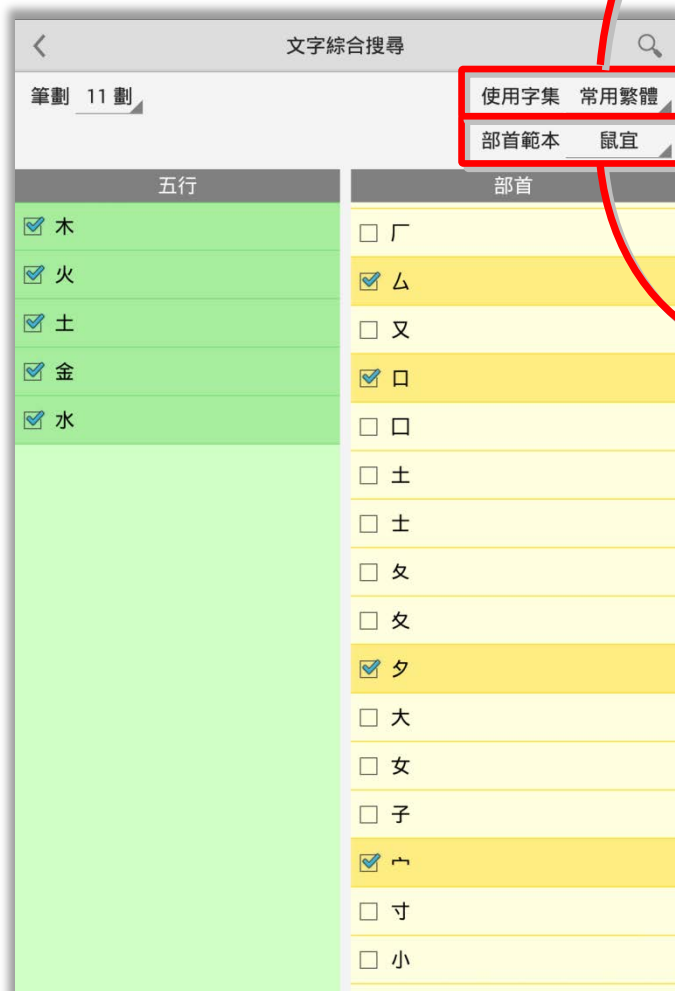 文字綜合搜尋
筆劃 11 劃
使用字集 常用繁體
部首範本 鼠宜
五行
木
火
土
金
水
部首
厂
厶
又
口
囗
土
士
夂
夊
夕
大
女
子
宀
寸
小